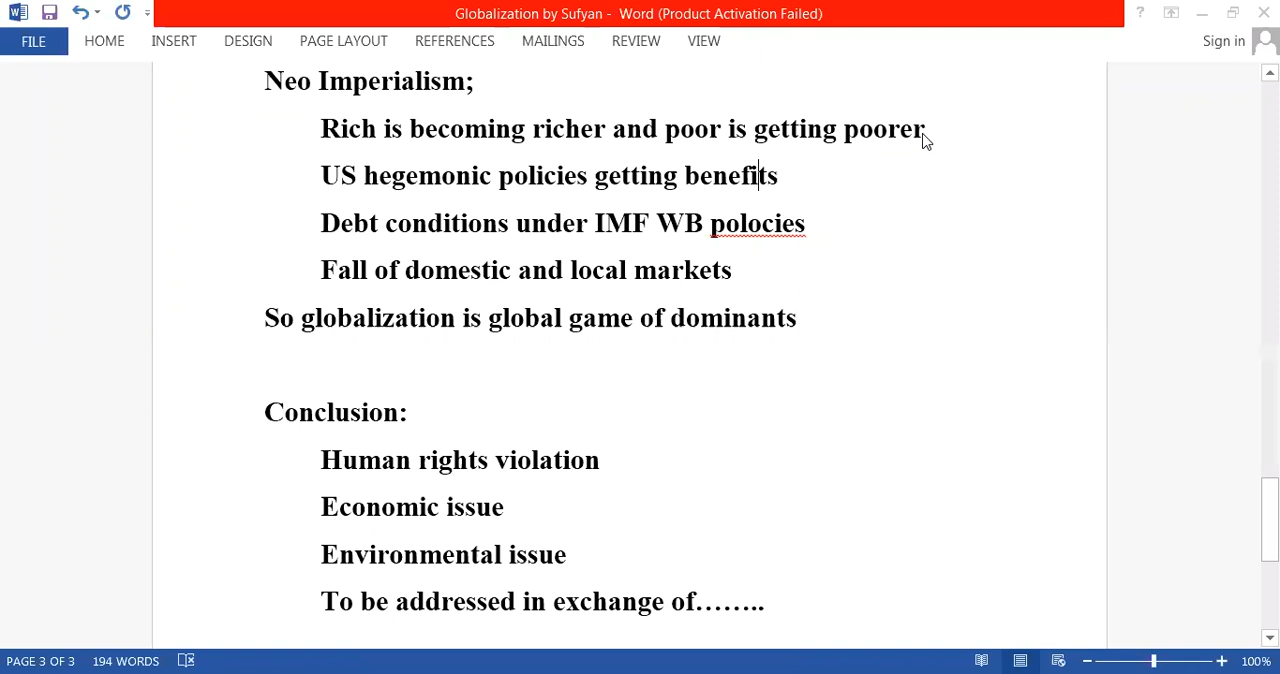 Globalization by Sufyan - Word (Product Activation Failed)
?
FILE HOME INSERT DESIGN PAGE LAYOUT REFERENCES MAILINGS REVIEW VIEW Sign in
Neo Imperialism;
Rich is becoming richer and poor is getting poorer
US hegemonic policies getting benefits
Debt conditions under IMF WB polocies
Fall of domestic and local markets
So globalization is global game of dominants
Conclusion:
Human rights violation
Economic issue
Environmental issue
To be addressed in exchange of……..
PAGE 3 OF 3 194 WORDS 100%